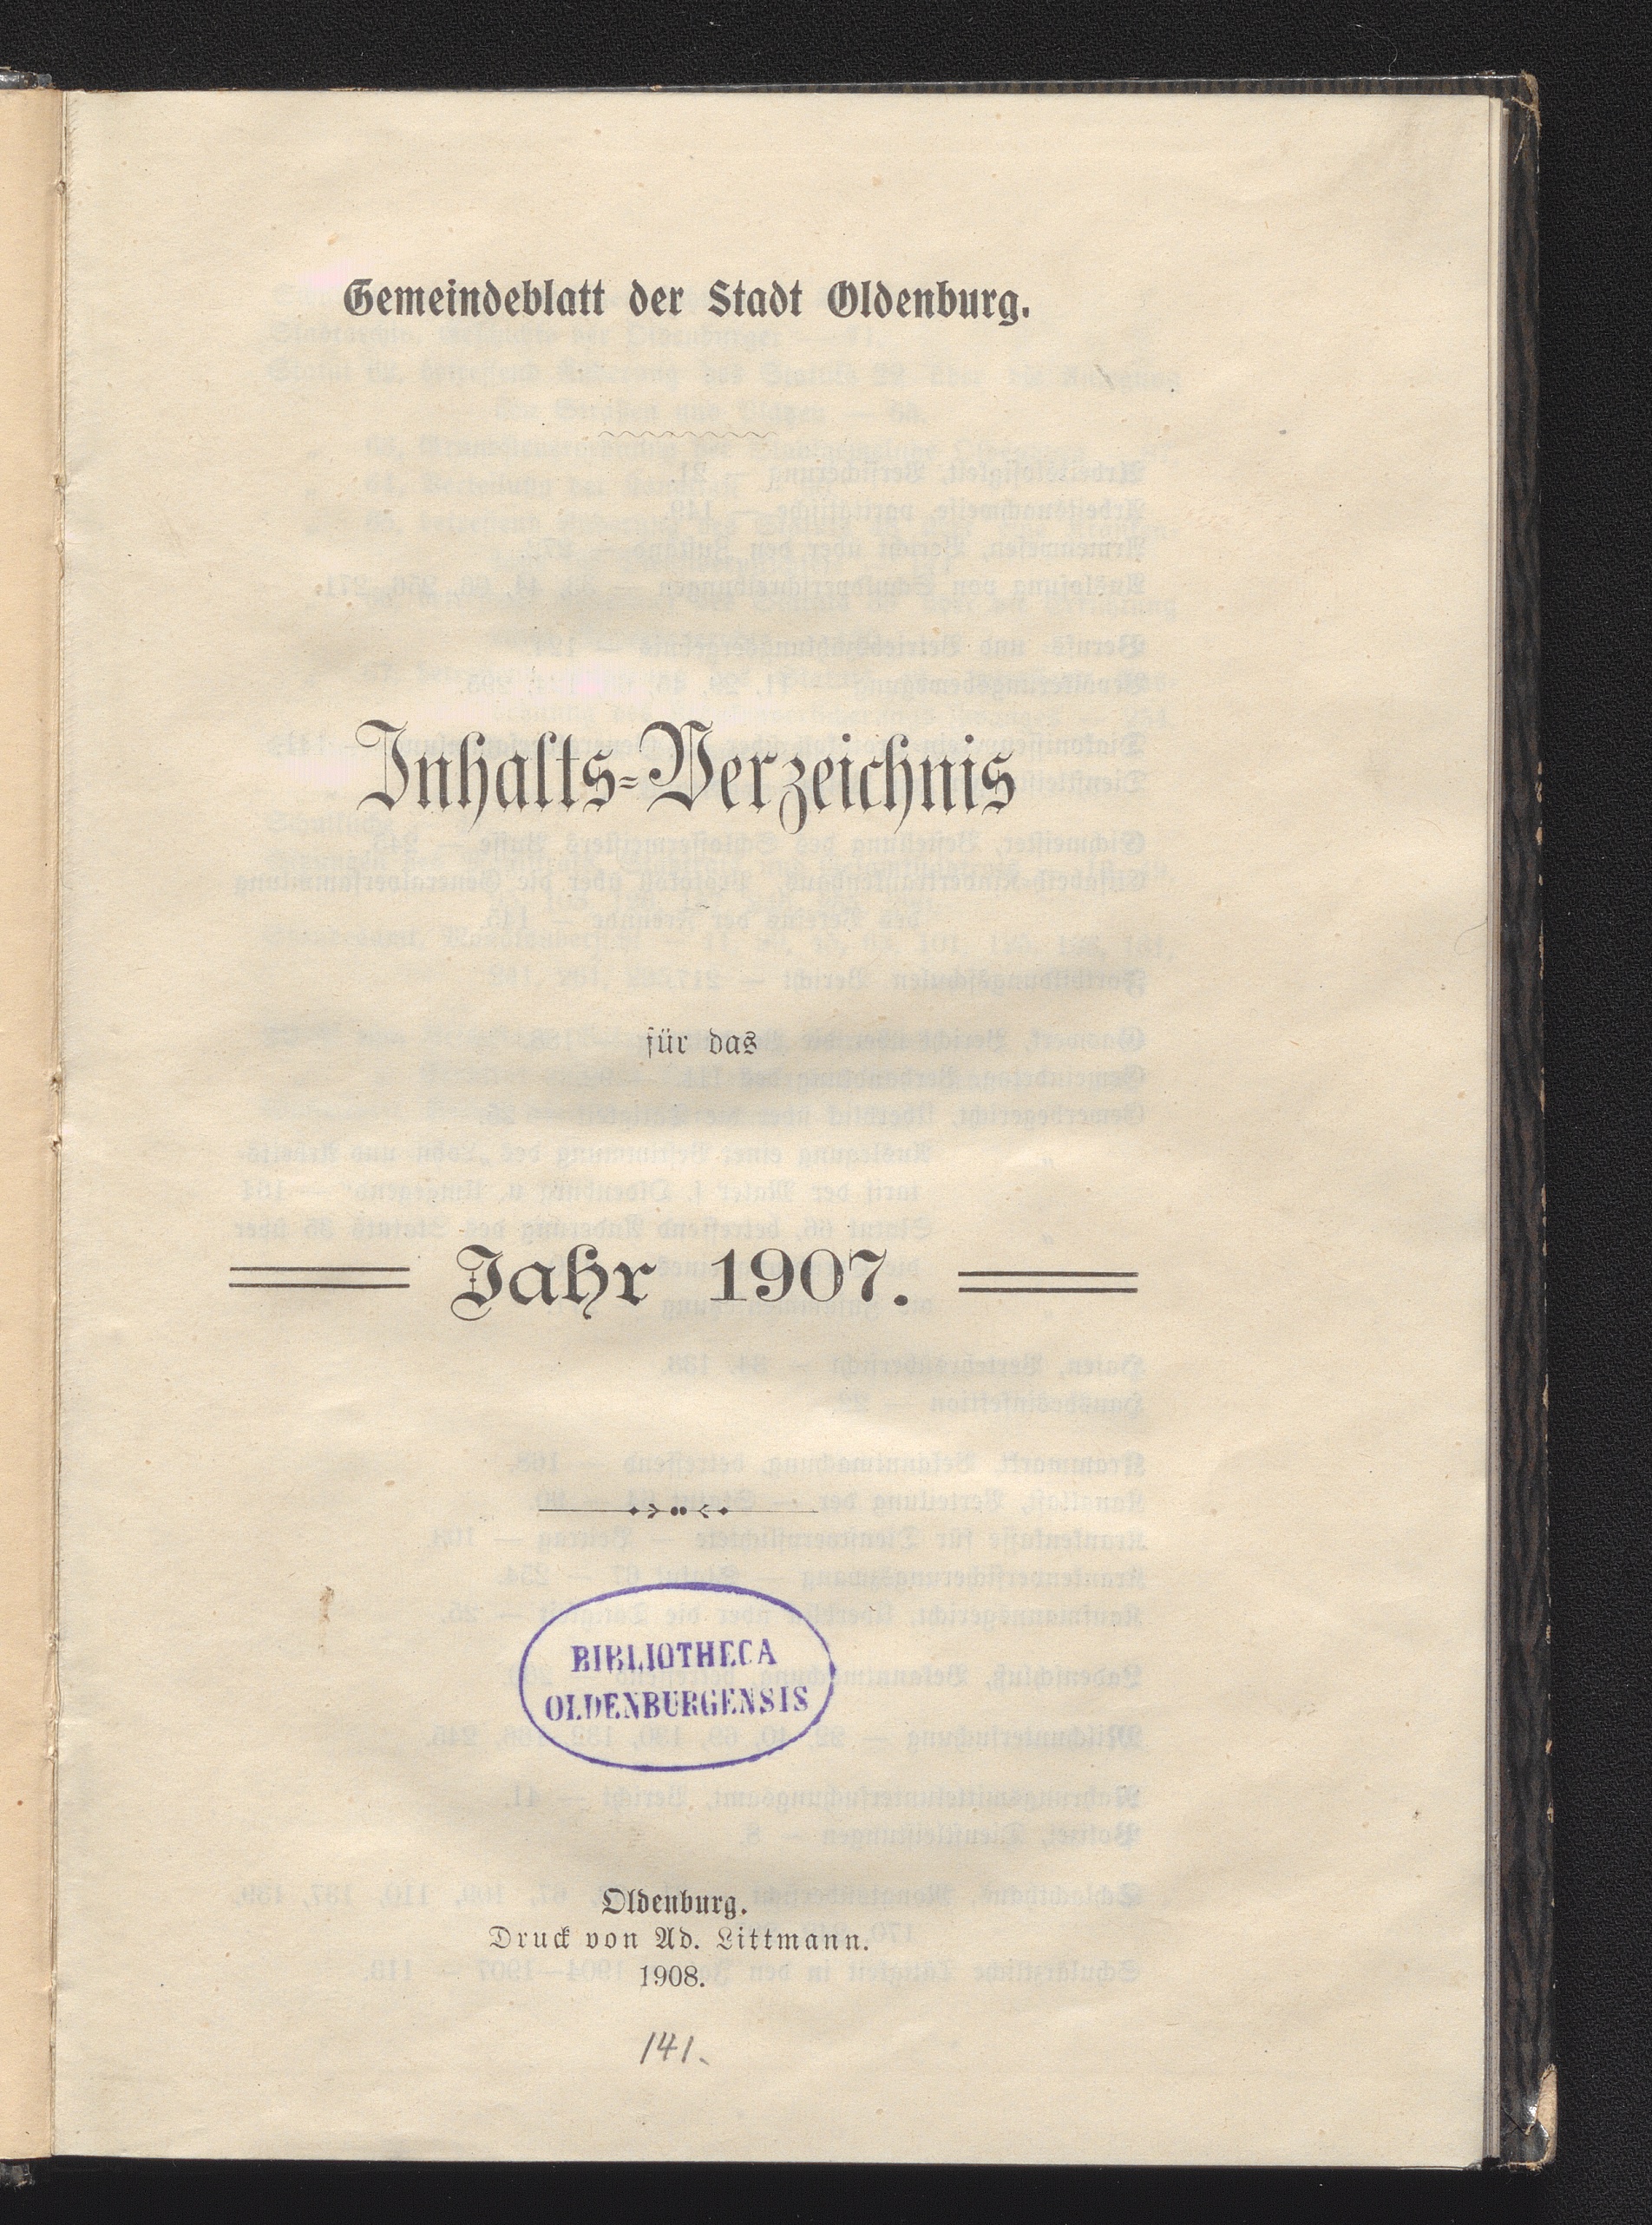 Gemeindeblatt der Stadt Oldenburg.
Inhalts-Verzeichnis
für das
Jahr 1907.
BIBLIOTHECA
OLDENBURGENSIS
Oldenburg.
Druck von Ad. Littmann.
1908.
141.